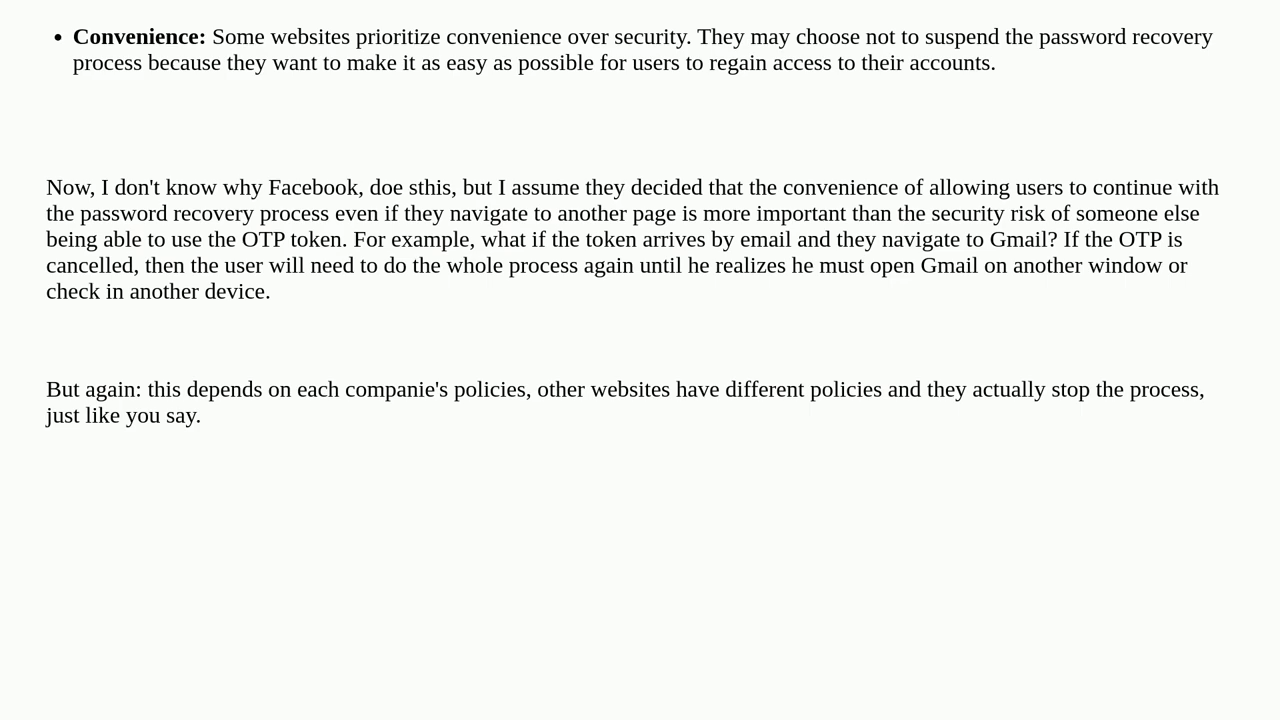 • Convenience: Some websites prioritize convenience over security. They may choose not to suspend the password recovery
process because they want to make it as easy as possible for users to regain access to their accounts.
Now, I don't know why Facebook, doe sthis, but I assume they decided that the convenience of allowing users to continue with
the password recovery process even if they navigate to another page is more important than the security risk of someone else
being able to use the OTP token. For example, what if the token arrives by email and they navigate to Gmail? If the OTP is
cancelled, then the user will need to do the whole process again until he realizes he must open Gmail on another window or
check in another device.
But again: this depends on each companie's policies, other websites have different policies and they actually stop the process,
just like you say.